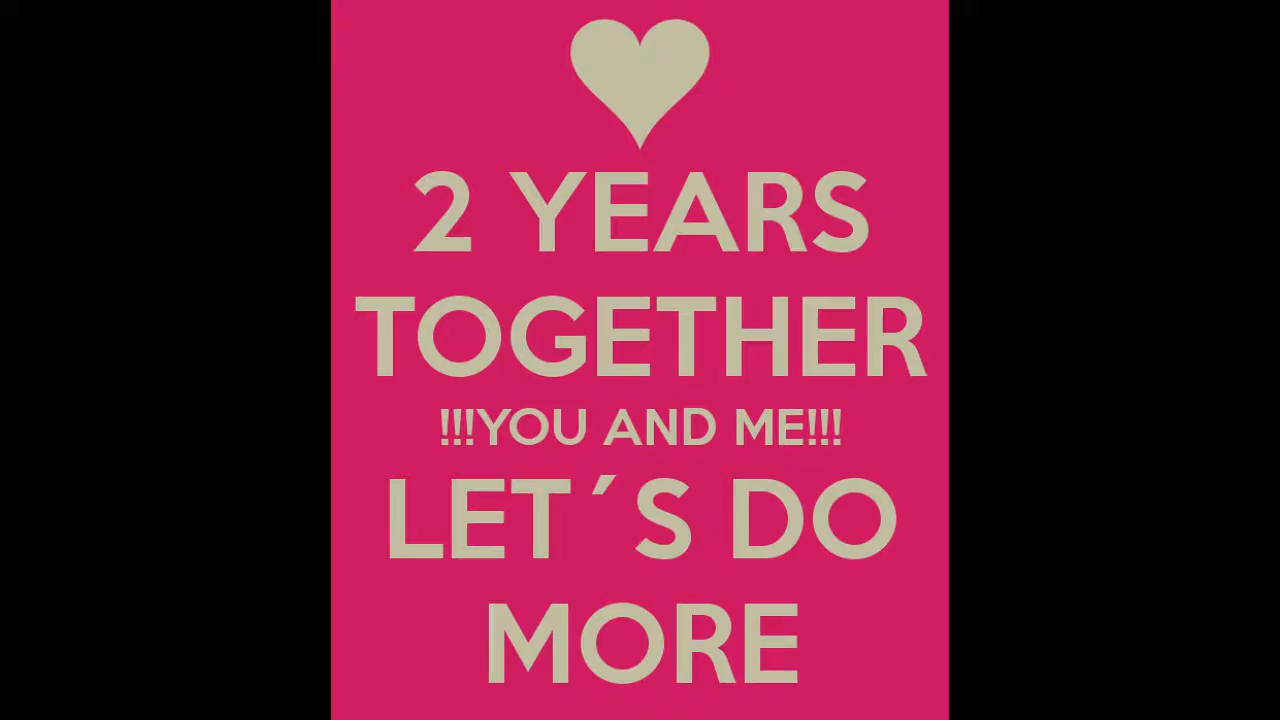 2 YEARS
TOGETHER
!!!YOU AND ME!!!
LET´S DO
MORE